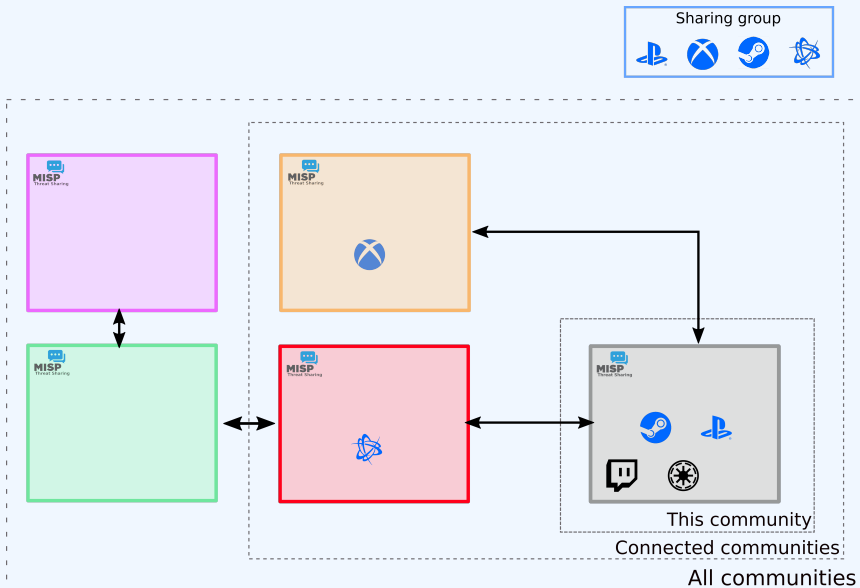 Sharing group
MISP
Threat Sharing
MISP
Threat Sharing
MISP
Threat Sharing
MISP
Threat Sharing
MISP
Threat Sharing
This community
Connected communities
All communities